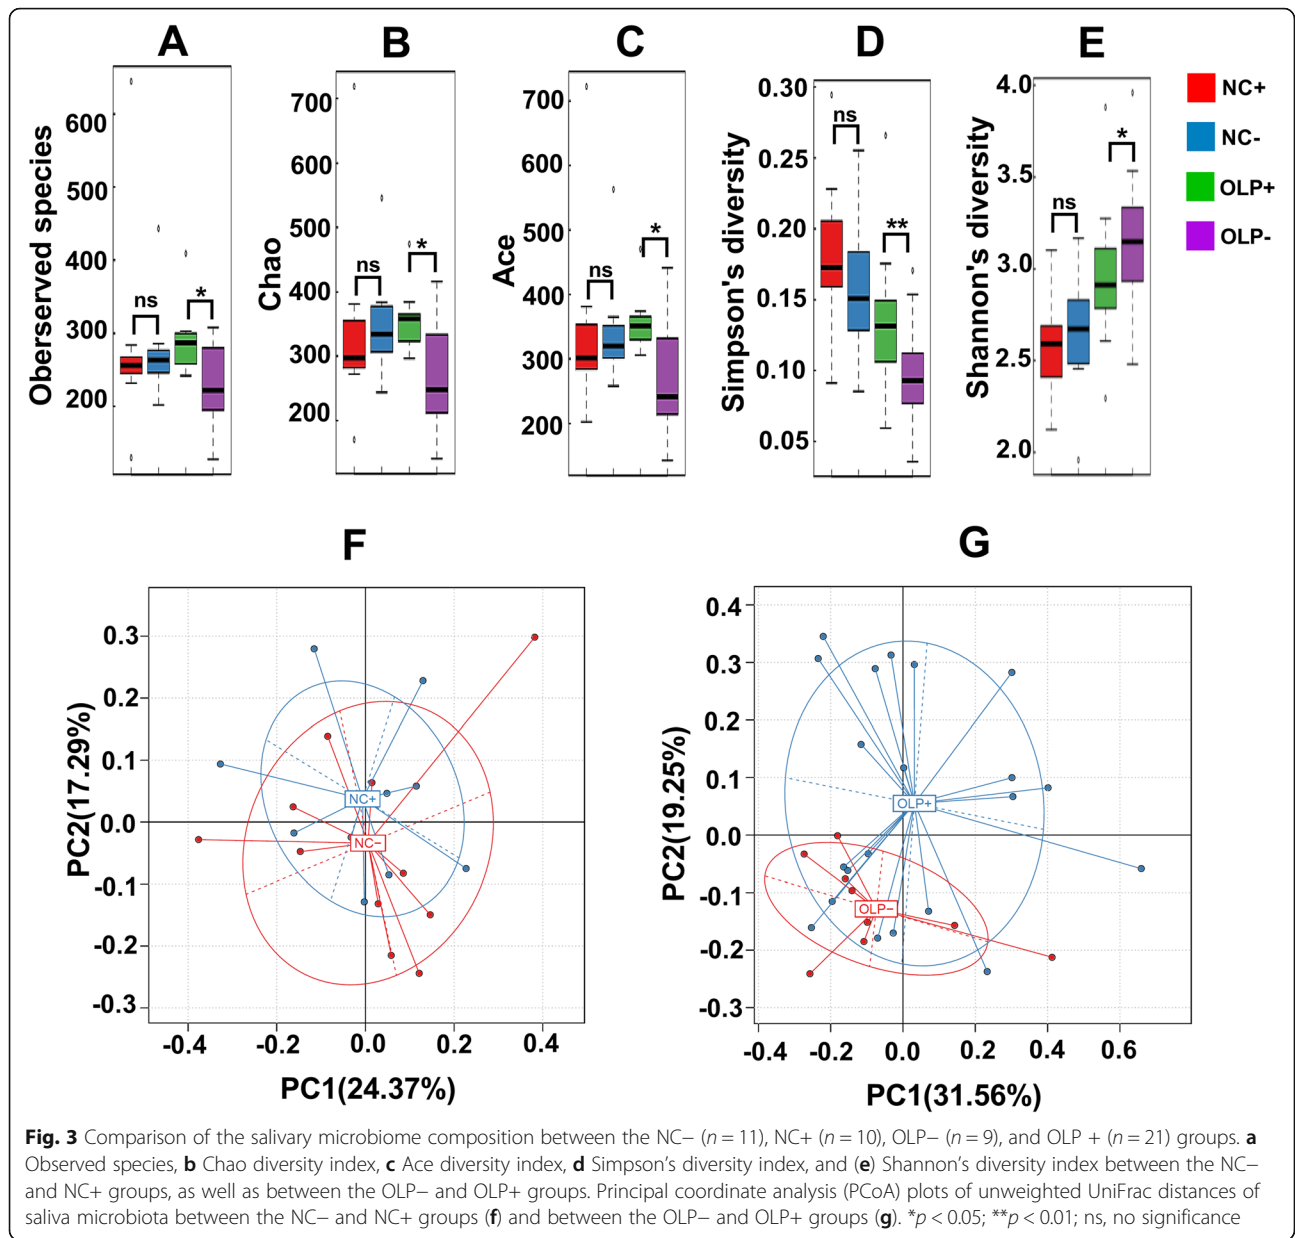 A
B
C
D
E
Oberserved species
600
500
400
300
200
ns
*
Chao
700
600
500
400
300
200
ns
*
Ace
700
600
500
400
300
200
ns
*
Simpson's diversity
0.30
0.25
0.20
0.15
0.10
0.05
ns
**
Shannon's diversity
4.0
3.5
3.0
2.5
2.0
ns
*
NC+
NC-
OLP+
OLP-
F
PC2(17.29%)
0.3
0.2
0.1
0.0
-0.1
-0.2
-0.3
NC+
NC−
-0.4 -0.2 0.0 0.2 0.4
PC1(24.37%)
G
PC2(19.25%)
0.4
0.3
0.2
0.1
0.0
-0.1
-0.2
-0.3
OLP+
OLP−
-0.4 -0.2 0.0 0.2 0.4 0.6
PC1(31.56%)
Fig. 3 Comparison of the salivary microbiome composition between the NC− (n = 11), NC+ (n = 10), OLP− (n = 9), and OLP + (n = 21) groups. a
Observed species, b Chao diversity index, c Ace diversity index, d Simpson's diversity index, and (e) Shannon's diversity index between the NC−
and NC+ groups, as well as between the OLP− and OLP+ groups. Principal coordinate analysis (PCoA) plots of unweighted UniFrac distances of
saliva microbiota between the NC− and NC+ groups (f) and between the OLP− and OLP+ groups (g). *p < 0.05; **p < 0.01; ns, no significance